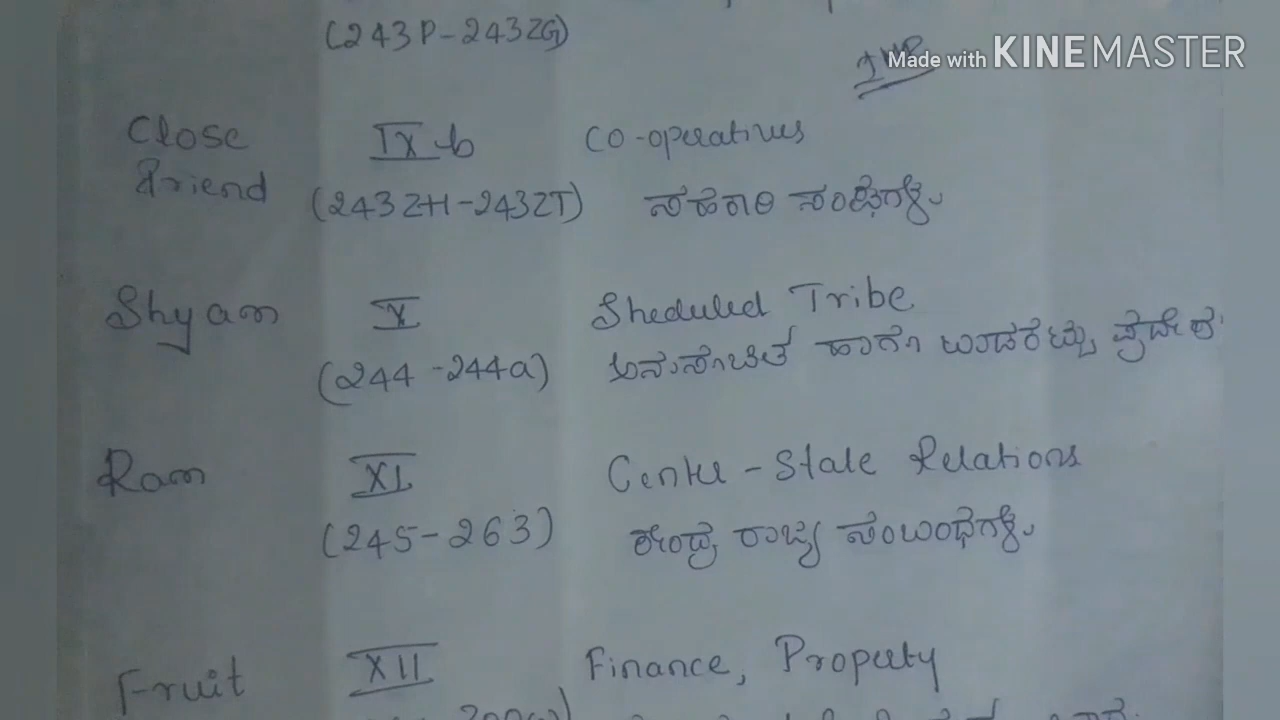 (243P-243ZG)
Made with KINEMASTER
Close IX b Co-operatives
Friend (243ZH-243ZT) ಸಹಕಾರಿ ಸಂಘಗಳು
Shyam X Sheduled Tribe
(244-244a) ಅನುಸೂಚಿತ ಹಾಗೂ ಬುಡಕಟ್ಟು ಪ್ರದೇಶ
Ram XI Centre-State Relations
(245-263) ಕೇಂದ್ರ ರಾಜ್ಯ ಸಂಬಂಧಗಳು
Fruit XII Finance, Property